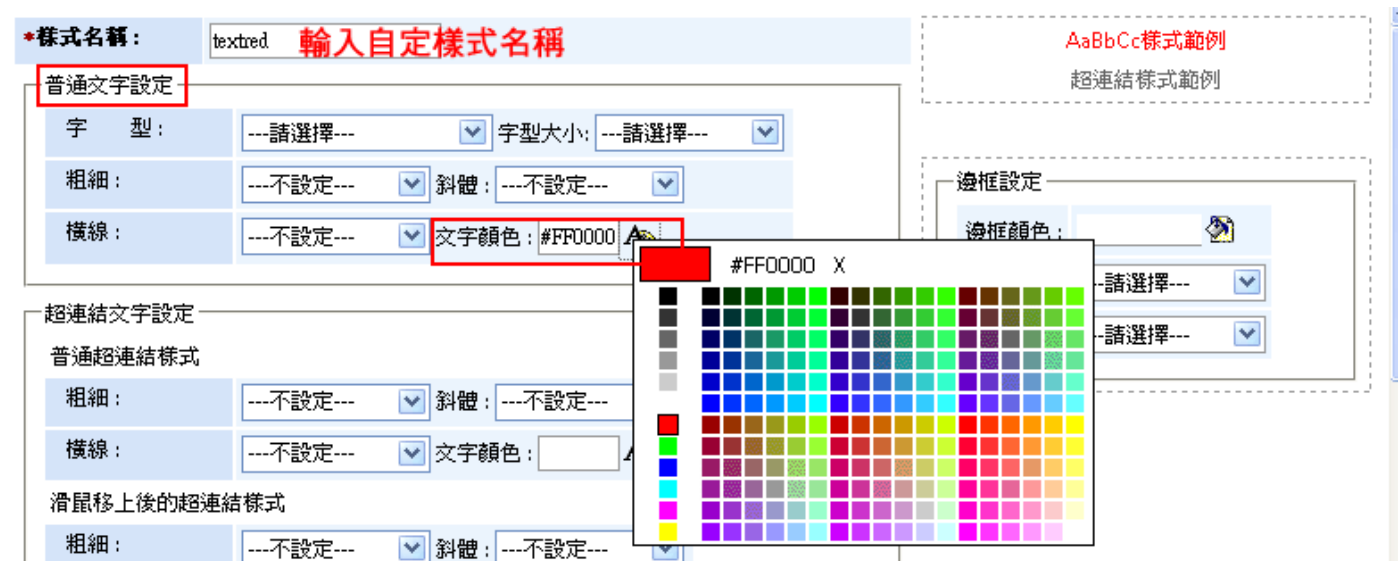 *樣式名稱： textred 輸入自定樣式名稱
普通文字設定
字 型： ---請選擇--- 字型大小: ---請選擇---
粗細： ---不設定--- 斜體： ---不設定---
橫線： ---不設定--- 文字顏色：#FF0000 A
超連結文字設定
普通超連結樣式
粗細： ---不設定--- 斜體： ---不設定---
橫線： ---不設定--- 文字顏色：
滑鼠移上後的超連結樣式
粗細： ---不設定--- 斜體： ---不設定---
#FF0000 X
AaBbCc樣式範例
超連結樣式範例
邊框設定
邊框顏色：
--請選擇---
--請選擇---